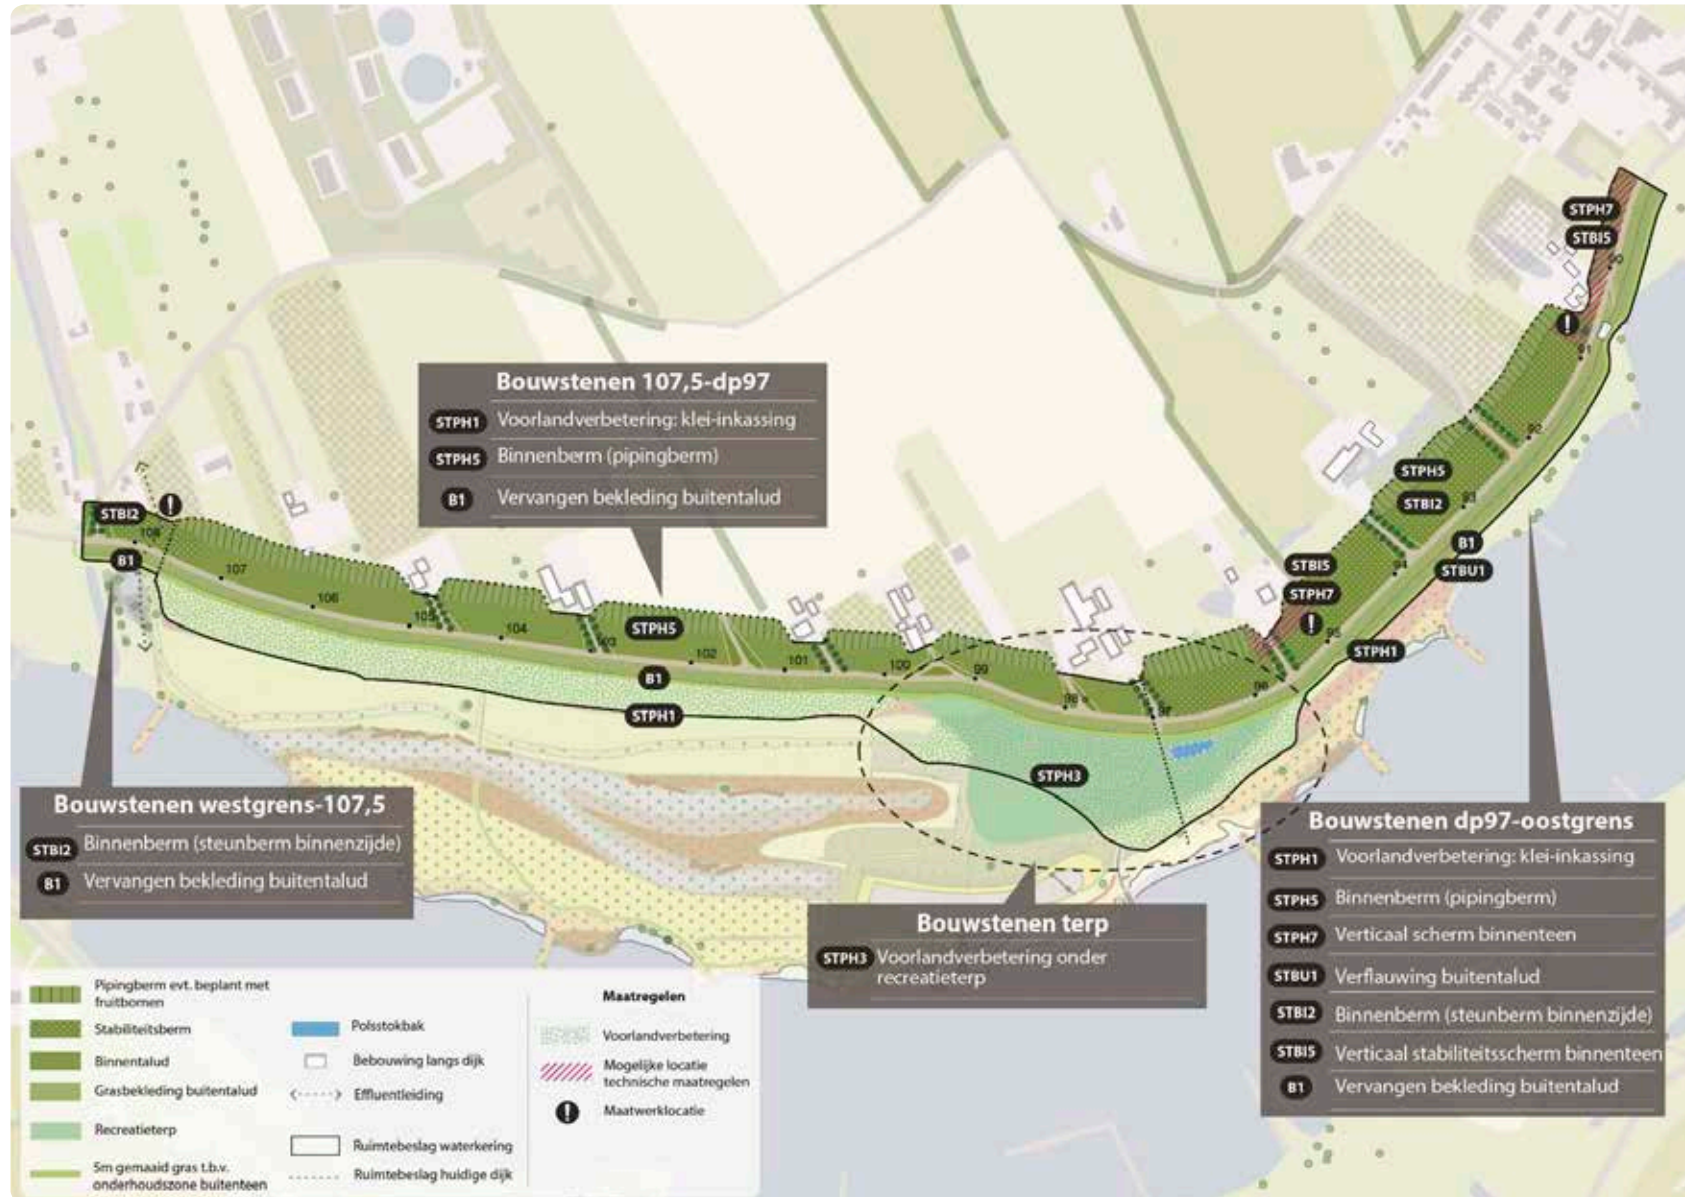 STPH7
STBI5
90
91
92
STPH5
STBI2
93
B1
STBU1
94
STBI5
STPH7
95
STPH1
96
Bouwstenen 107,5-dp97
STPH1 Voorlandverbetering: klei-inkassing
STPH5 Binnenberm (pipingberm)
B1 Vervangen bekleding buitentalud
STBI2
108
B1
107
106
105
104
103
STPH5
102
101
100
99
98
97
B1
STPH1
STPH3
Bouwstenen westgrens-107,5
STBI2 Binnenberm (steunberm binnenzijde)
B1 Vervangen bekleding buitentalud
Bouwstenen terp
STPH3 Voorlandverbetering onder
recreatieterp
Bouwstenen dp97-oostgrens
STPH1 Voorlandverbetering: klei-inkassing
STPH5 Binnenberm (pipingberm)
STPH7 Verticaal scherm binnenteen
STBU1 Verflauwing buitentalud
STBI2 Binnenberm (steunberm binnenzijde)
STBI5 Verticaal stabiliteitsscherm binnenteen
B1 Vervangen bekleding buitentalud
Pipingberm evt. beplant met
fruitbomen
Stabiliteitsberm
Binnentalud
Grasbekleding buitentalud
Recreatieterp
5m gemaaid gras t.b.v.
onderhoudszone buitenteen
Polsstokbak
Bebouwing langs dijk
Effluentleiding
Ruimtebeslag waterkering
Ruimtebeslag huidige dijk
Maatregelen
Voorlandverbetering
Mogelijke locatie
technische maatregelen
Maatwerklocatie